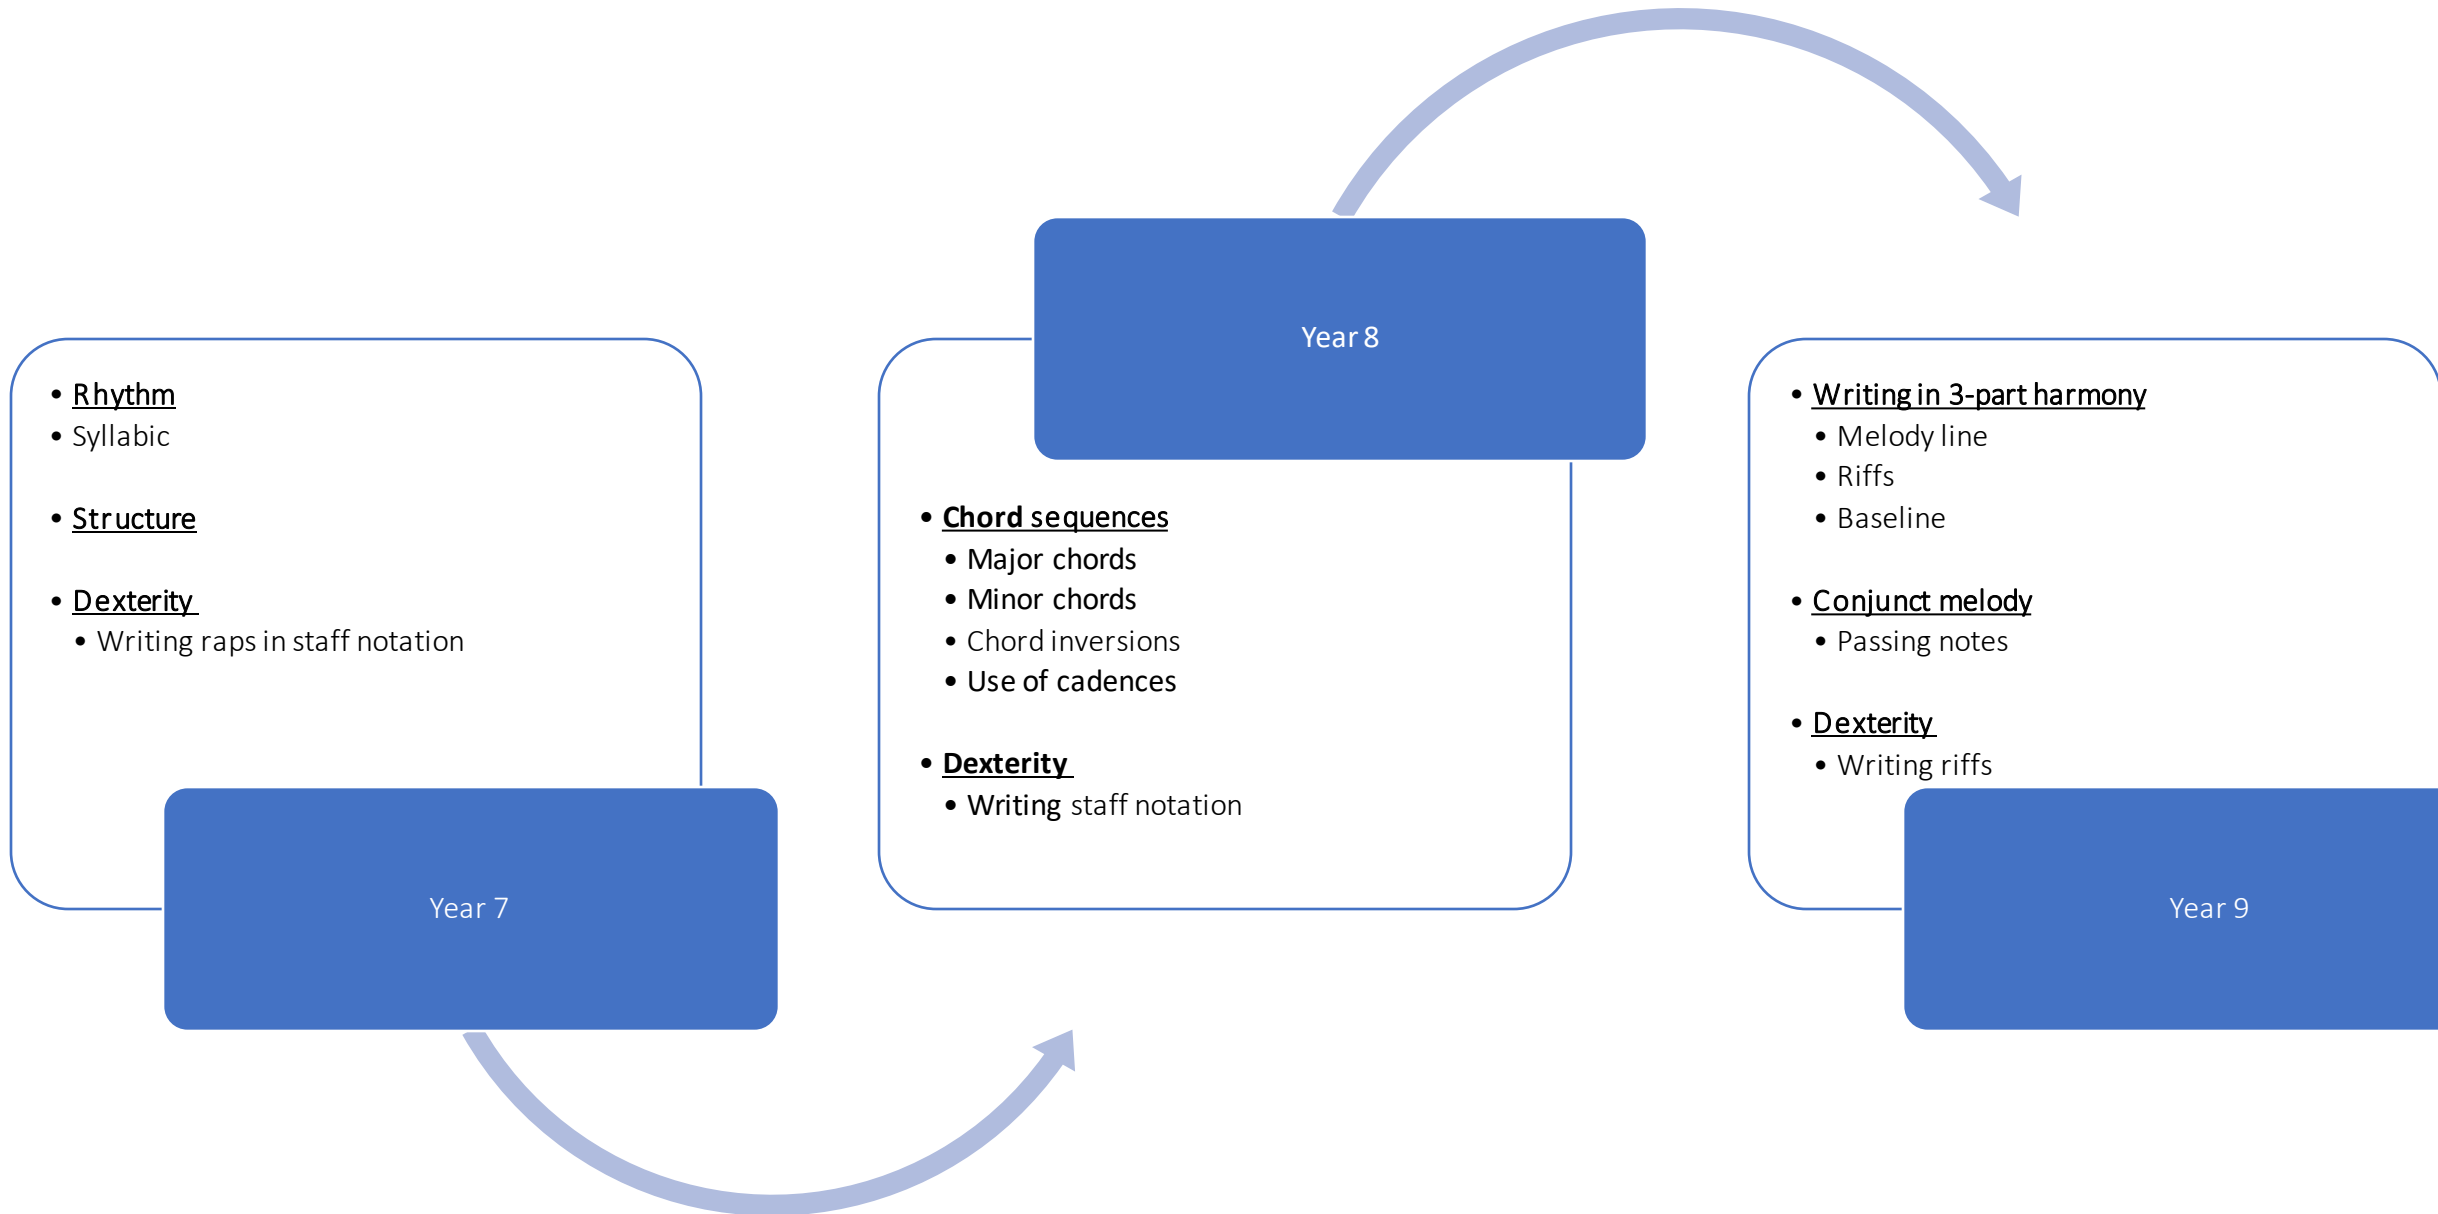 • Rhythm
• Syllabic
• Structure
• Dexterity
• Writing raps in staff notation
Year 7
Year 8
• Chord sequences
• Major chords
• Minor chords
• Chord inversions
• Use of cadences
• Dexterity
• Writing staff notation
• Writing in 3-part harmony
• Melody line
• Riffs
• Baseline
• Conjunct melody
• Passing notes
• Dexterity
• Writing riffs
Year 9